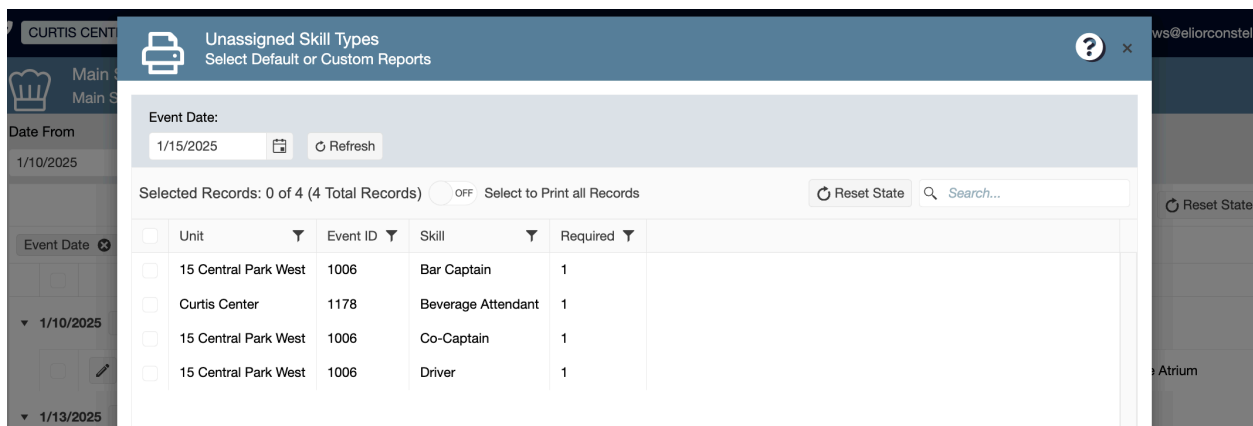 CURTIS CENT
Unassigned Skill Types
Select Default or Custom Reports
?
ws@eliorconstel
Main S
Main S
Date From
1/10/2025
Event Date:
1/15/2025
Refresh
Selected Records: 0 of 4 (4 Total Records)
OFF
Select to Print all Records
Reset State
Search...
Reset State
Event Date
Unit
Event ID
Skill
Required
15 Central Park West 1006 Bar Captain 1
Curtis Center 1178 Beverage Attendant 1
15 Central Park West 1006 Co-Captain 1
15 Central Park West 1006 Driver 1
1/10/2025
e Atrium
1/13/2025